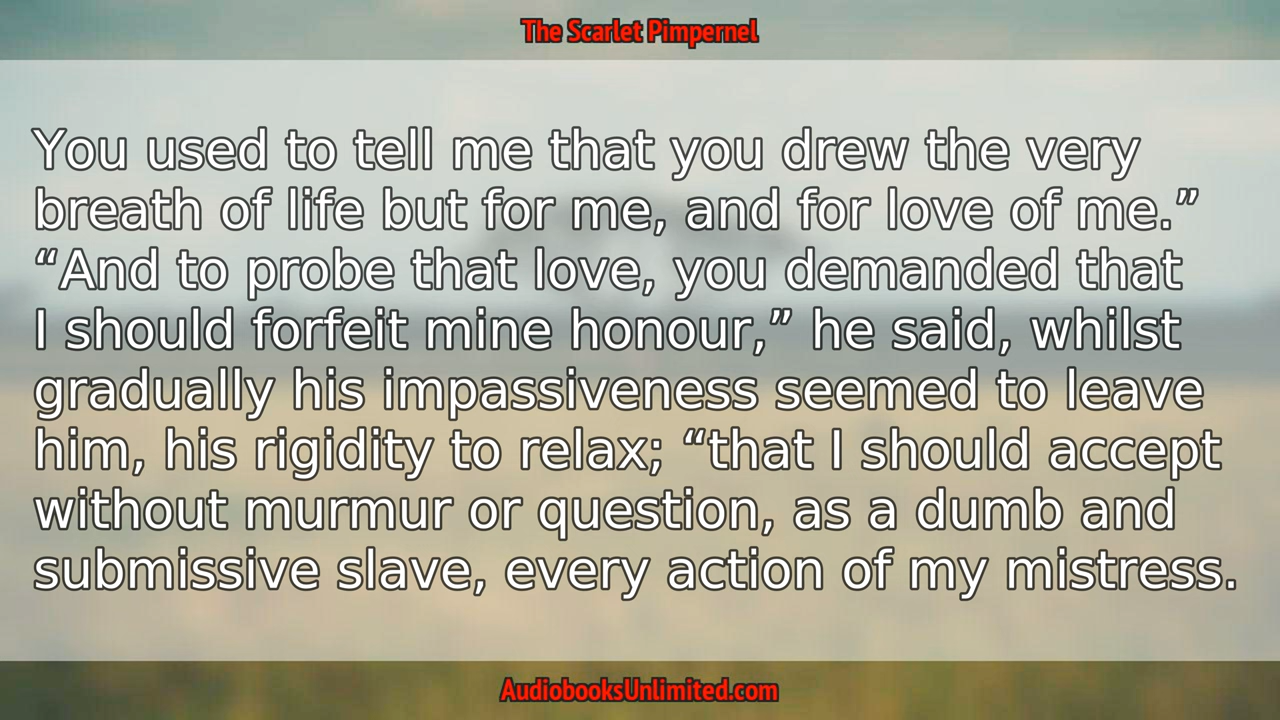 The Scarlet Pimpernel
You used to tell me that you drew the very
breath of life but for me, and for love of me.”
“And to probe that love, you demanded that
I should forfeit mine honour,” he said, whilst
gradually his impassiveness seemed to leave
him, his rigidity to relax; “that I should accept
without murmur or question, as a dumb and
submissive slave, every action of my mistress.
AudiobooksUnlimited.com